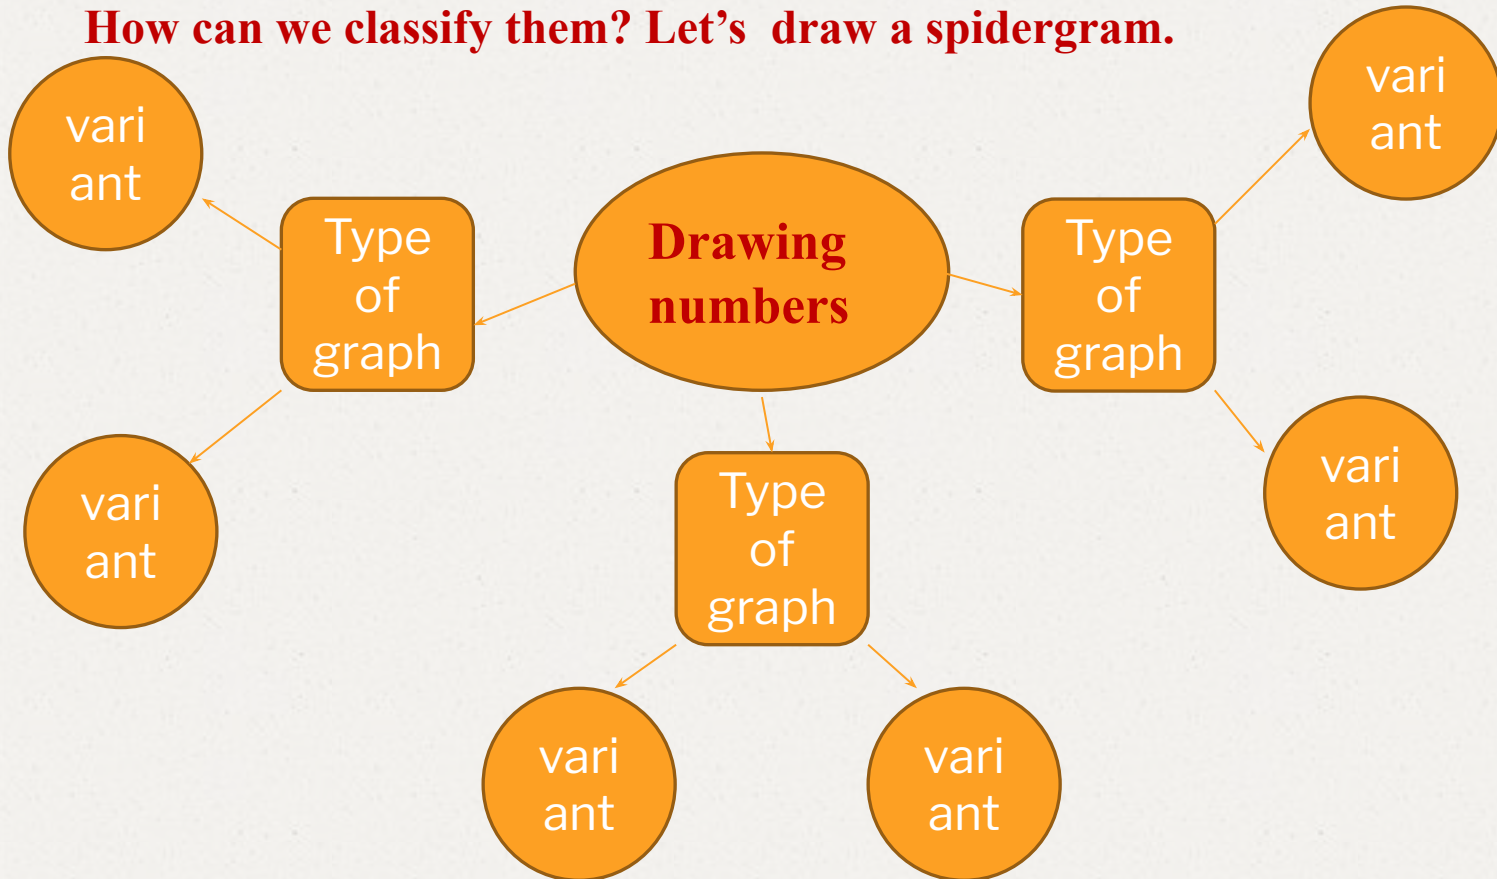 How can we classify them? Let’s  draw a spidergram.
vari
ant
Type
of
graph
Drawing
numbers
Type
of
graph
vari
ant
vari
ant
Type
of
graph
vari
ant
vari
ant
vari
ant